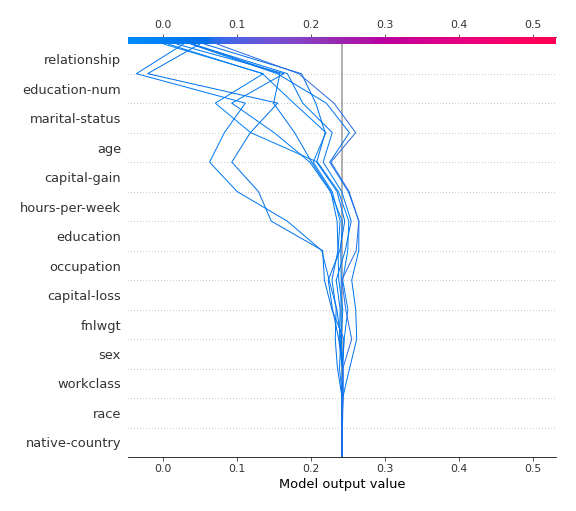 0.0 0.1 0.2 0.3 0.4 0.5
relationship
education-num
marital-status
age
capital-gain
hours-per-week
education
occupation
capital-loss
fnlwgt
sex
workclass
race
native-country
0.0 0.1 0.2 0.3 0.4 0.5
Model output value